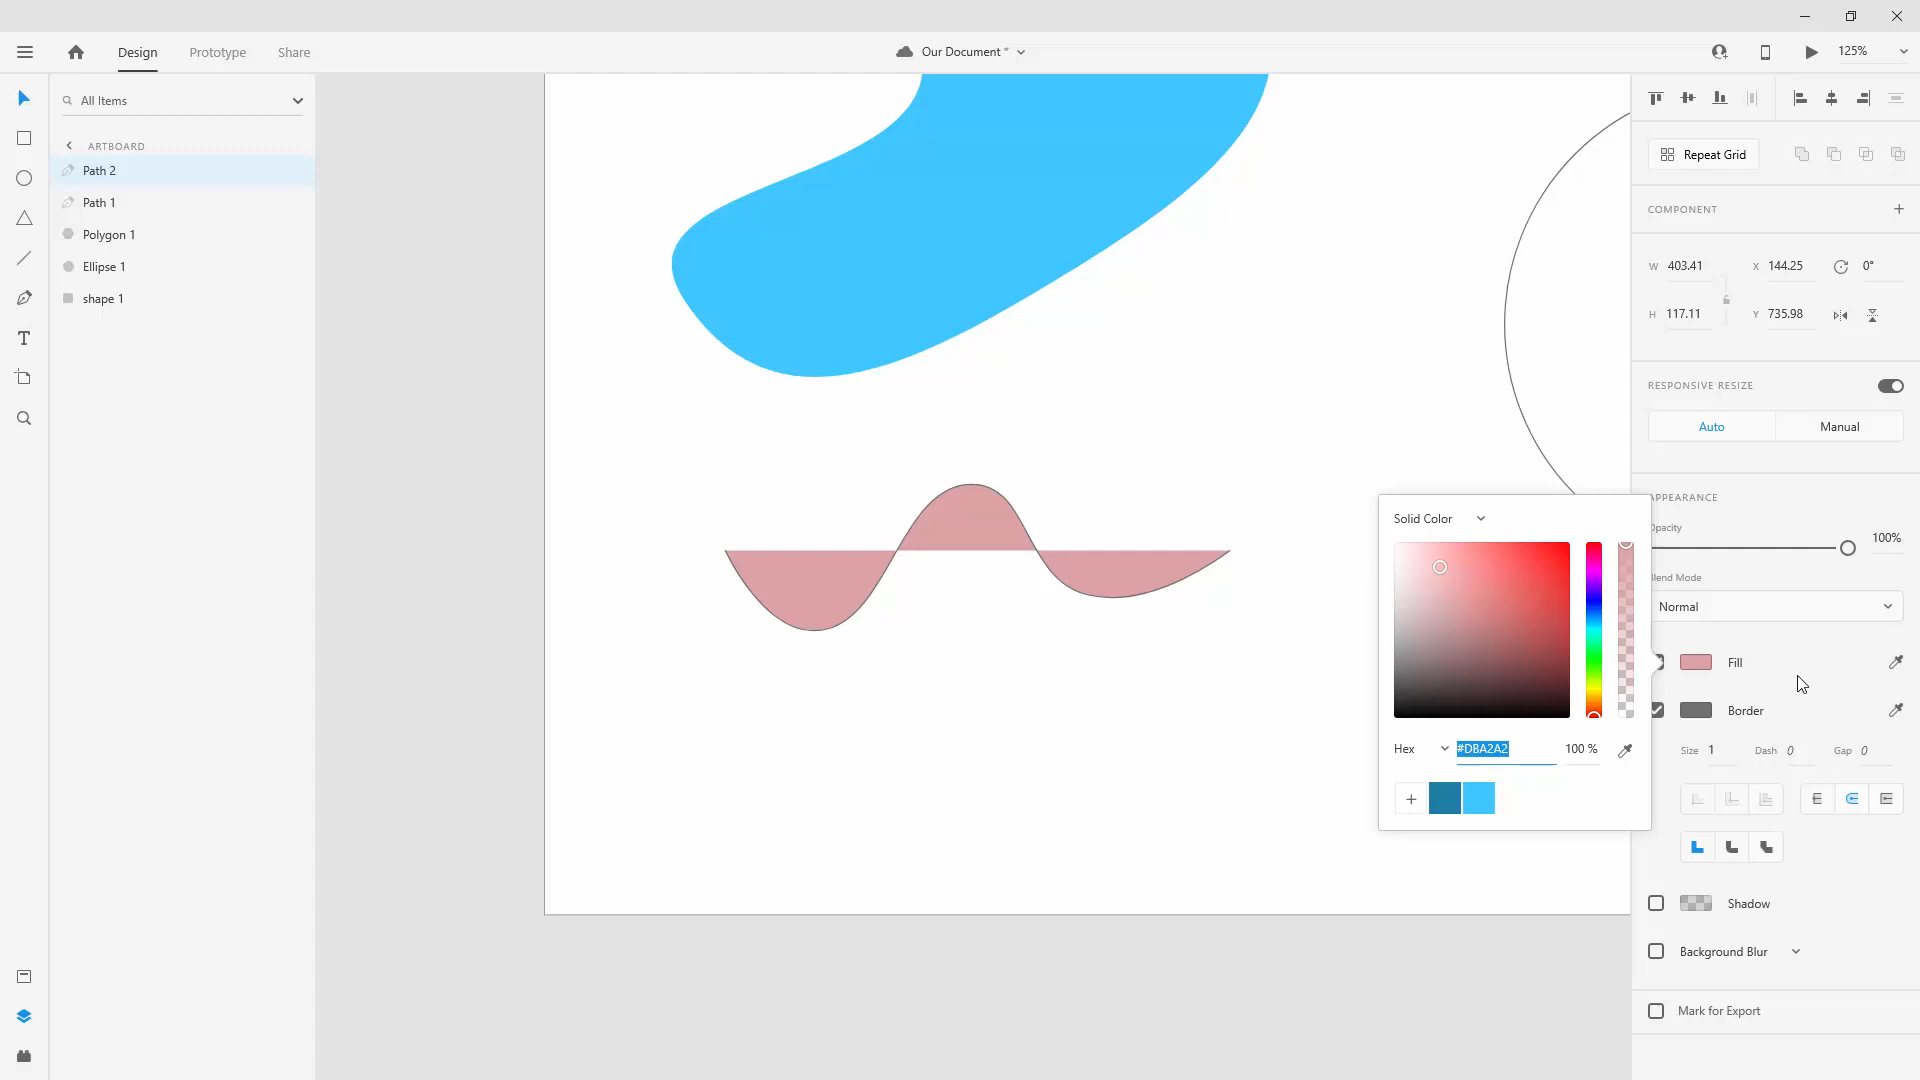 Design Prototype Share
Our Document *
125%
All Items
ARTBOARD
Path 2
Path 1
Polygon 1
Ellipse 1
shape 1
Repeat Grid
COMPONENT
W 403.41 X 144.25 0°
H 117.11 Y 735.98
RESPONSIVE RESIZE
Auto Manual
APPEARANCE
Opacity
100%
Blend Mode
Normal
Fill
Border
Size 1 Dash 0 Gap 0
Shadow
Background Blur
Mark for Export
Solid Color
Hex #DBA2A2 100 %